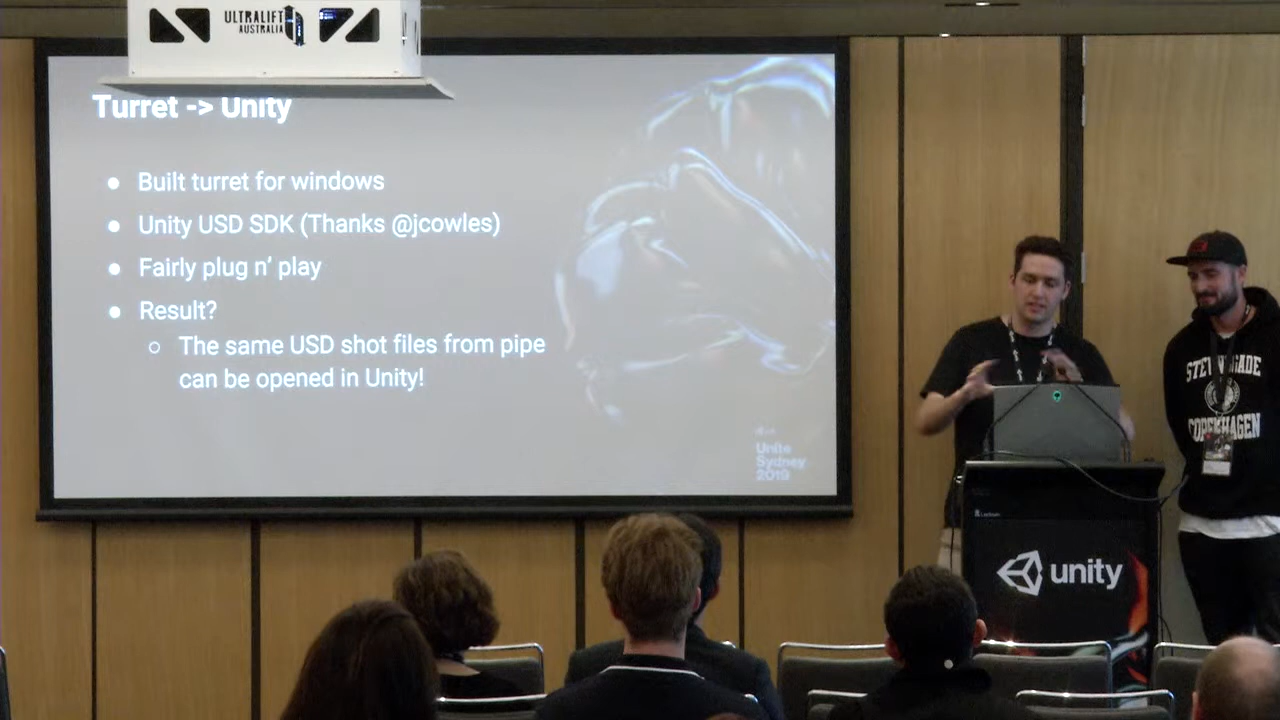 ULTRALIFT
AUSTRALIA
Turret -> Unity
Built turret for windows
Unity USD SDK (Thanks @jcowles)
Fairly plug n’ play
Result?
The same USD shot files from pipe
can be opened in Unity!
Unite
Sydney
2019
unity
COPENHAGEN